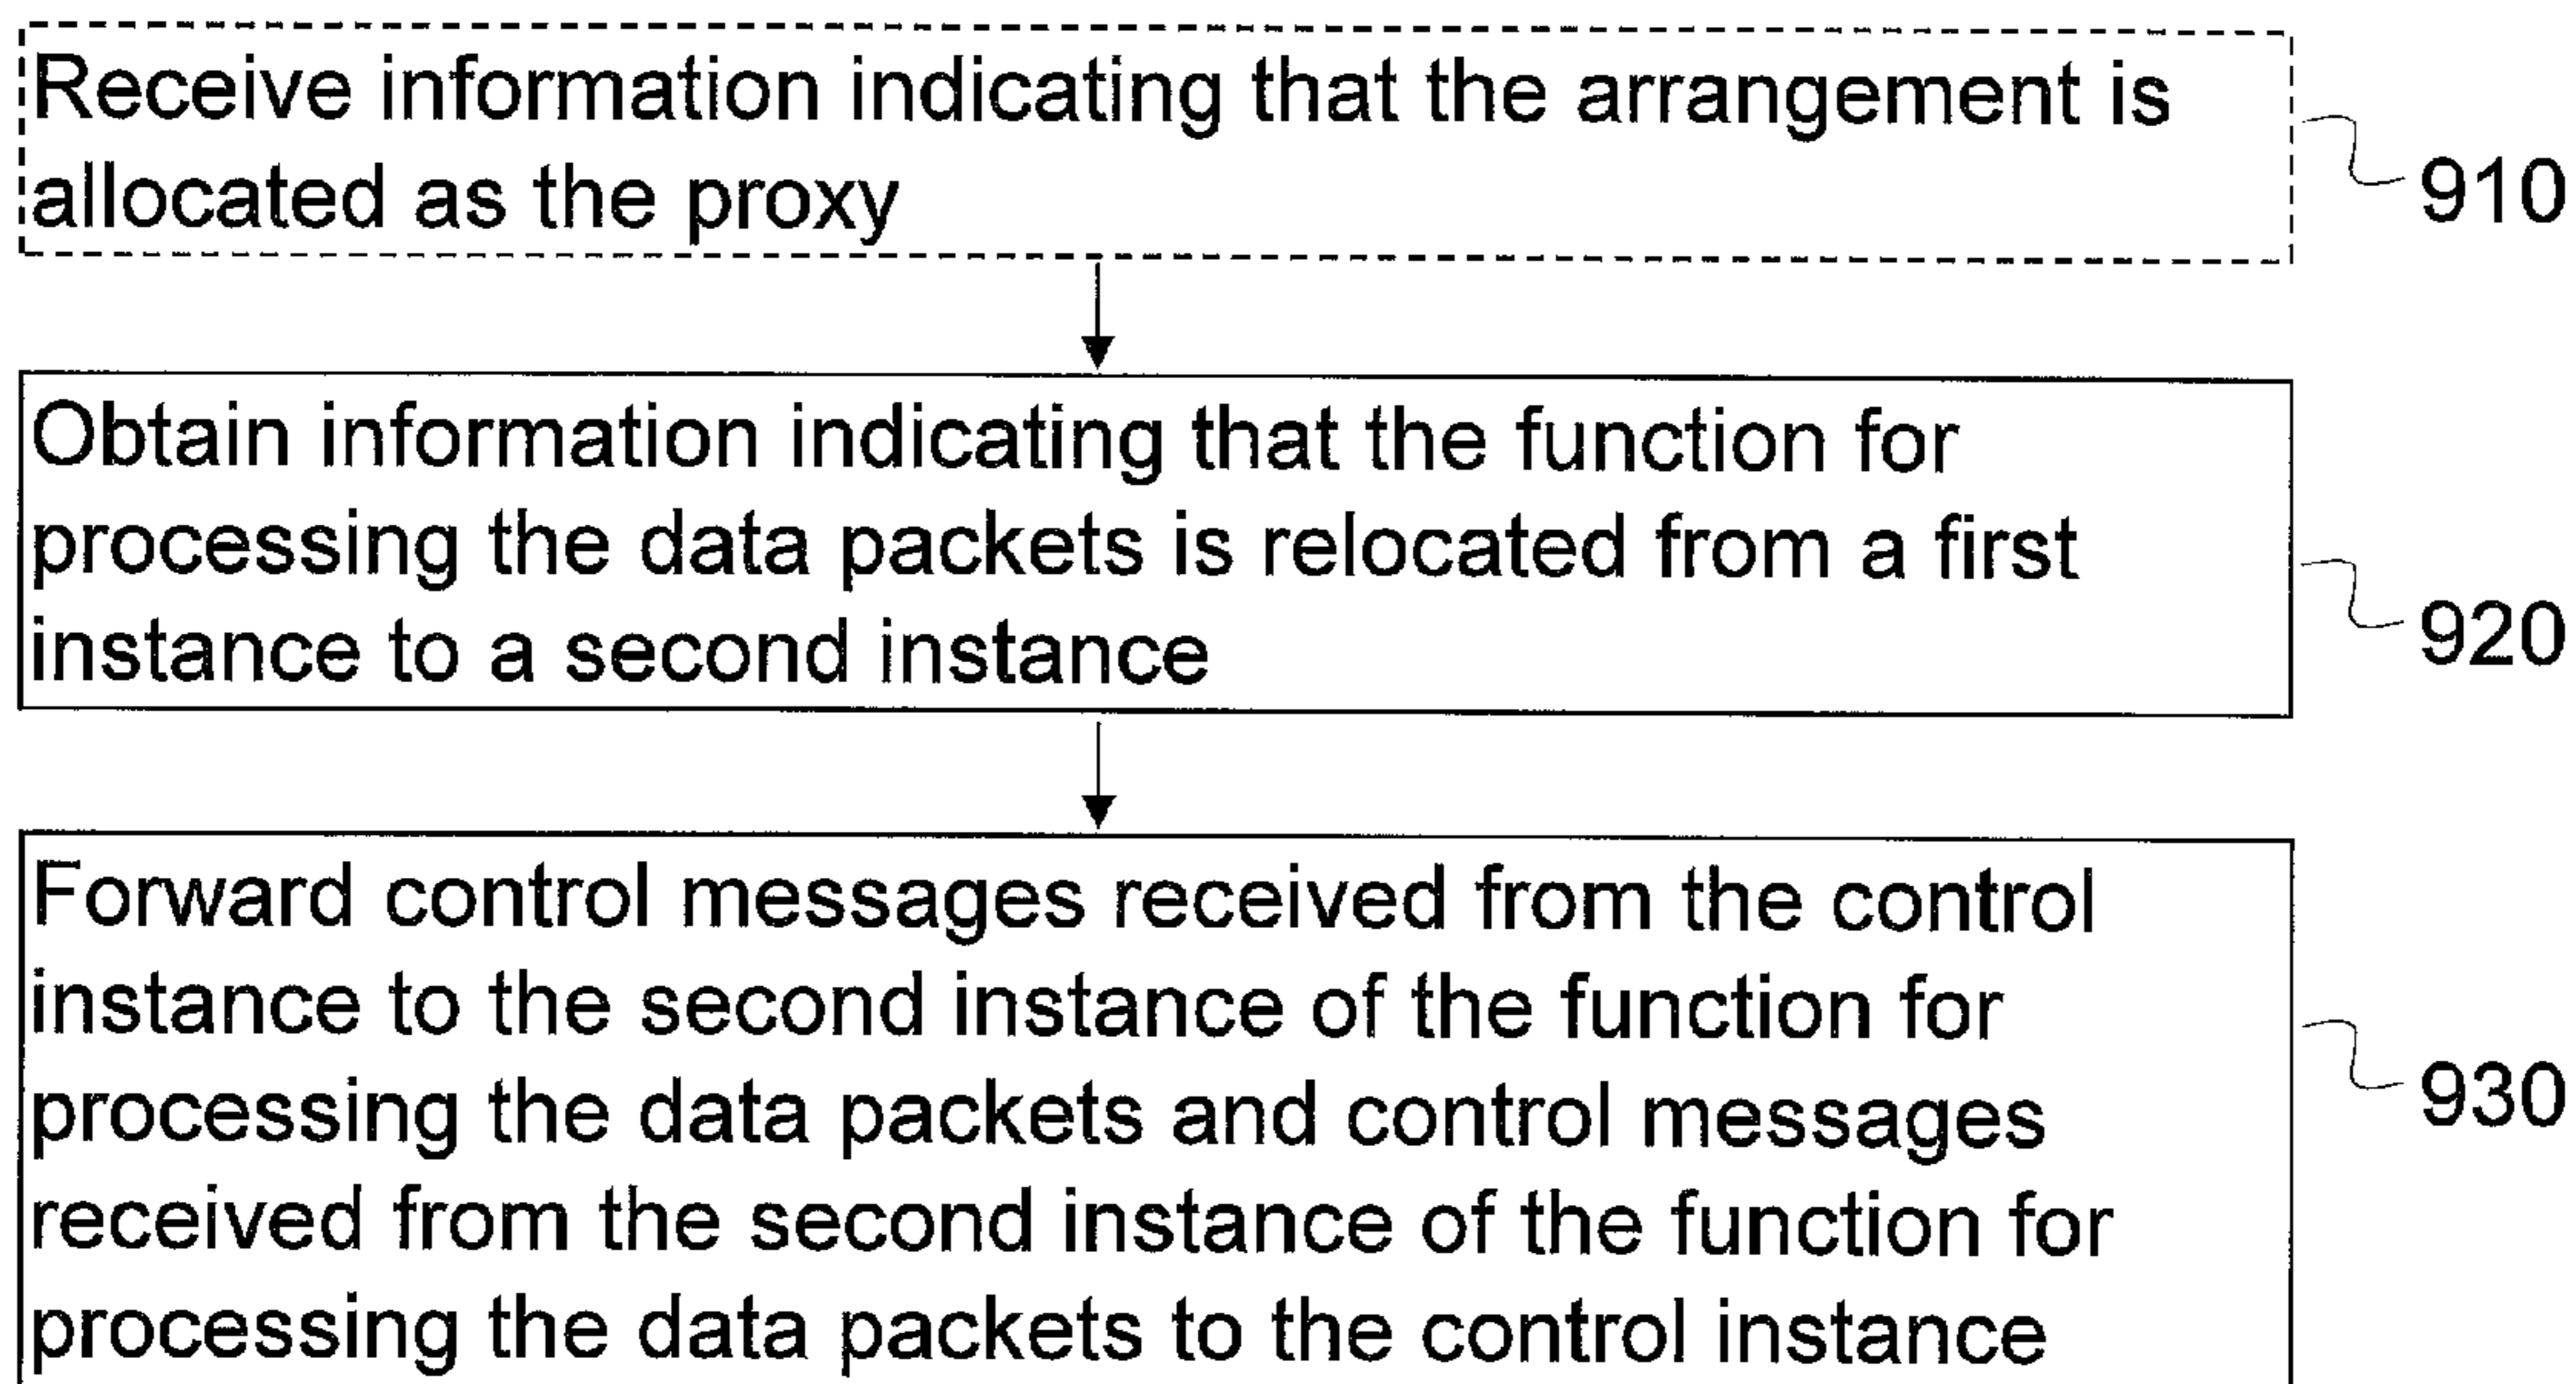 Receive information indicating that the arrangement is
allocated as the proxy
910
Obtain information indicating that the function for
processing the data packets is relocated from a first
instance to a second instance
920
Forward control messages received from the control
instance to the second instance of the function for
processing the data packets and control messages
received from the second instance of the function for
processing the data packets to the control instance
930